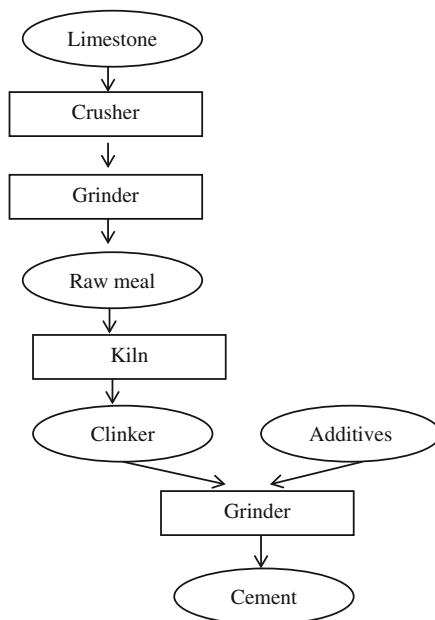 Limestone
Crusher
Grinder
Raw meal
Kiln
Clinker
Additives
Grinder
Cement